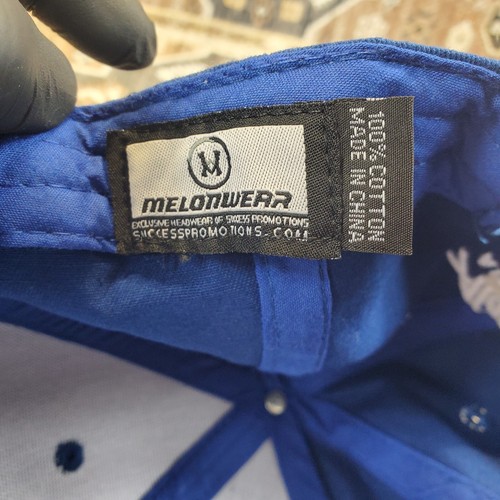 M
MELONWEAR
EXCLUSIVE HEADWEAR OF SUCCESS PROMOTIONS
SUCCESSPROMOTIONS.COM
100% COTTON
MADE IN CHINA